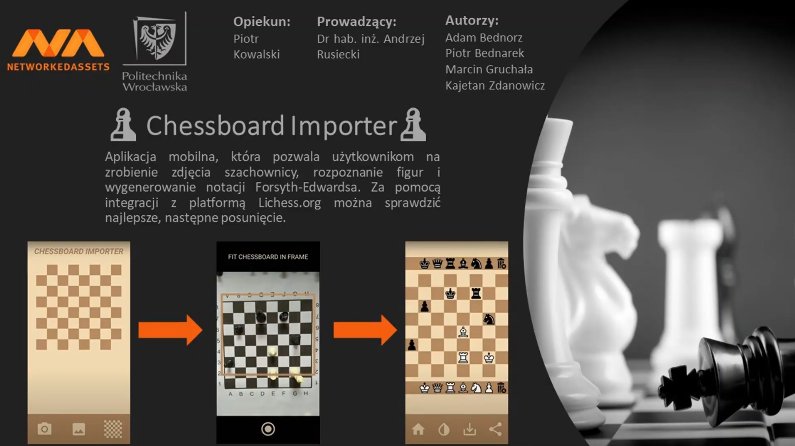 NETWORKEDASSETS
Politechnika
Wrocławska
Opiekun:
Piotr
Kowalski
Prowadzący:
Dr hab. inż. Andrzej
Rusiecki
Autorzy:
Adam Bednorz
Piotr Bednarek
Marcin Gruchała
Kajetan Zdanowicz
Chessboard Importer
Aplikacja mobilna, która pozwala użytkownikom na
zrobienie zdjęcia szachownicy, rozpoznanie figur i
wygenerowanie notacji Forsyth-Edwardsa. Za pomocą
integracji z platformą Lichess.org można sprawdzić
najlepsze, następne posunięcie.
CHESSBOARD IMPORTER
FIT CHESSBOARD IN FRAME
A B C D E F G H